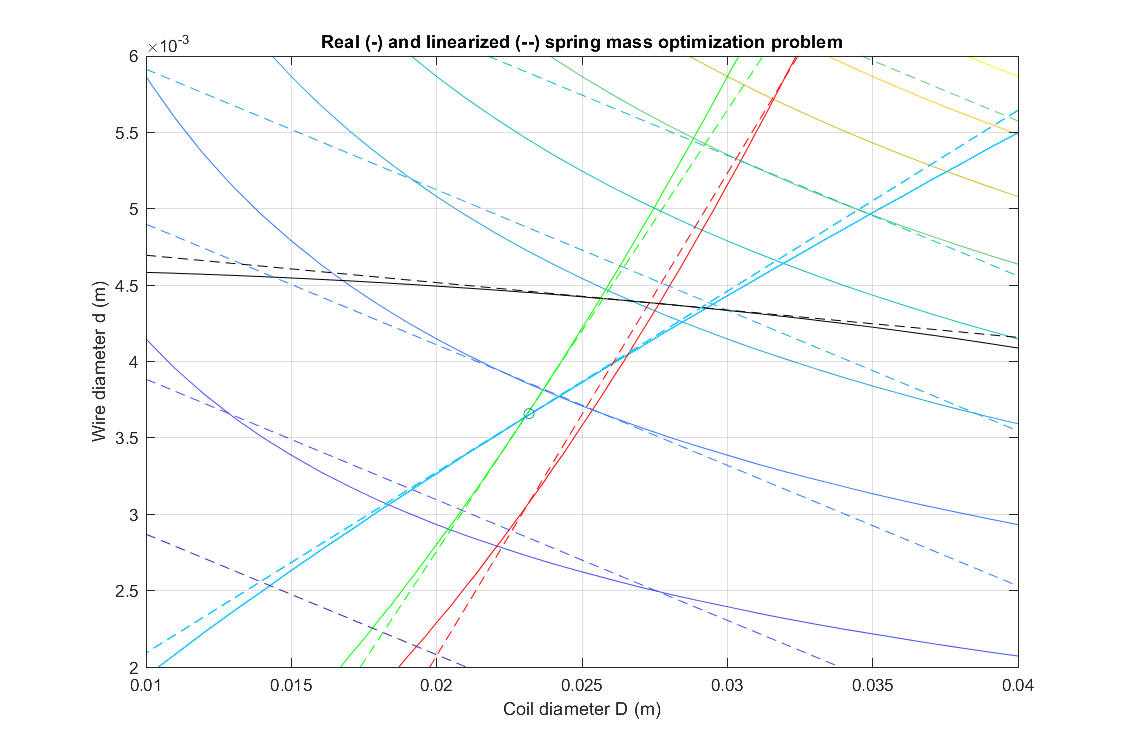 Real (-) and linearized (--) spring mass optimization problem
×10⁻³
6
5.5
5
4.5
4
3.5
3
2.5
2
Wire diameter d (m)
0.01 0.015 0.02 0.025 0.03 0.035 0.04
Coil diameter D (m)